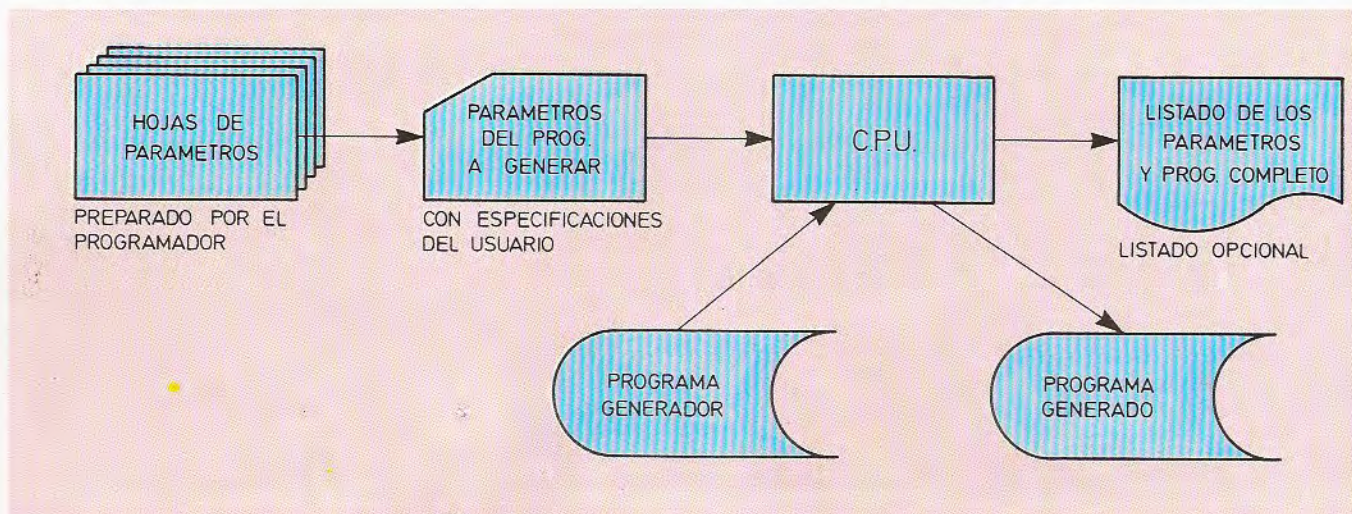 HOJAS DE
PARAMETROS
PREPARADO POR EL
PROGRAMADOR
PARAMETROS
DEL PROG.
A GENERAR
CON ESPECIFICACIONES
DEL USUARIO
C.P.U.
LISTADO DE LOS
PARAMETROS
Y PROG. COMPLETO
LISTADO OPCIONAL
PROGRAMA
GENERADOR
PROGRAMA
GENERADO